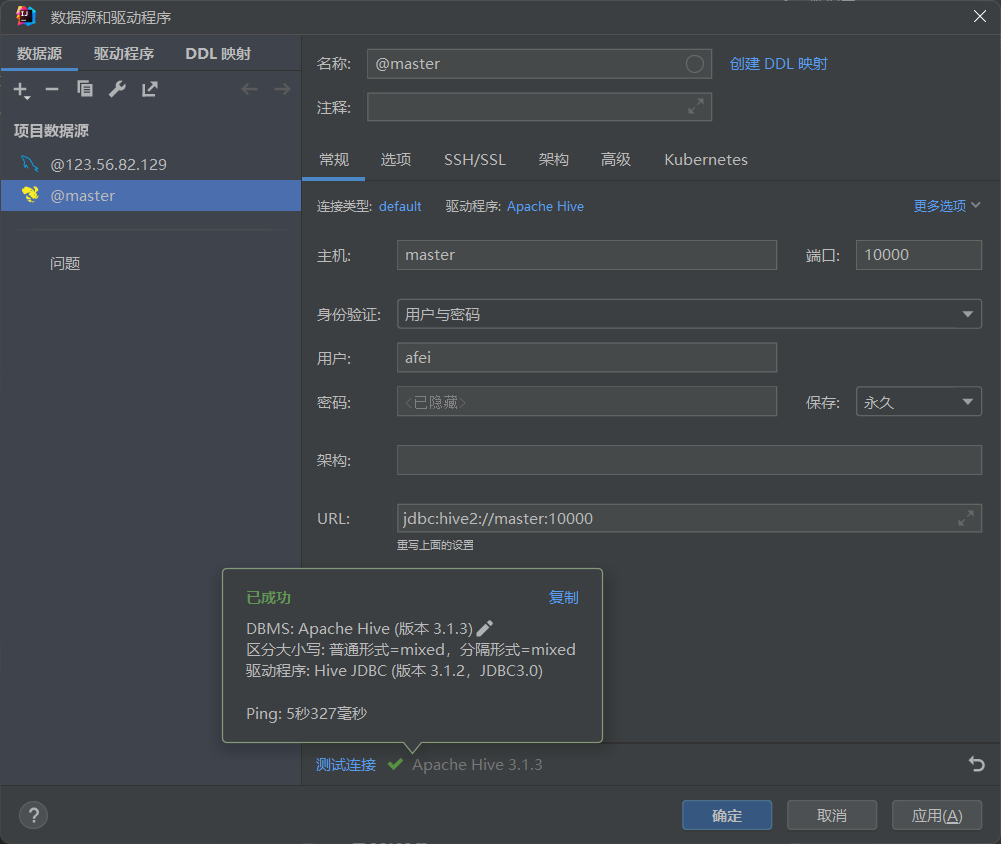 数据源和驱动程序
数据源 驱动程序 DDL 映射
项目数据源
@123.56.82.129
@master
问题
名称: @master 创建 DDL 映射
注释:
常规 选项 SSH/SSL 架构 高级 Kubernetes
连接类型: default 驱动程序: Apache Hive 更多选项
主机: master 端口: 10000
身份验证: 用户与密码
用户: afei
密码: <已隐藏> 保存: 永久
架构:
URL: jdbc:hive2://master:10000
重写上面的设置
已成功 复制
DBMS: Apache Hive (版本 3.1.3)
区分大小写: 普通形式=mixed，分隔形式=mixed
驱动程序: Hive JDBC (版本 3.1.2，JDBC3.0)
Ping: 5秒327毫秒
测试连接 Apache Hive 3.1.3
? 确定 取消 应用(A)